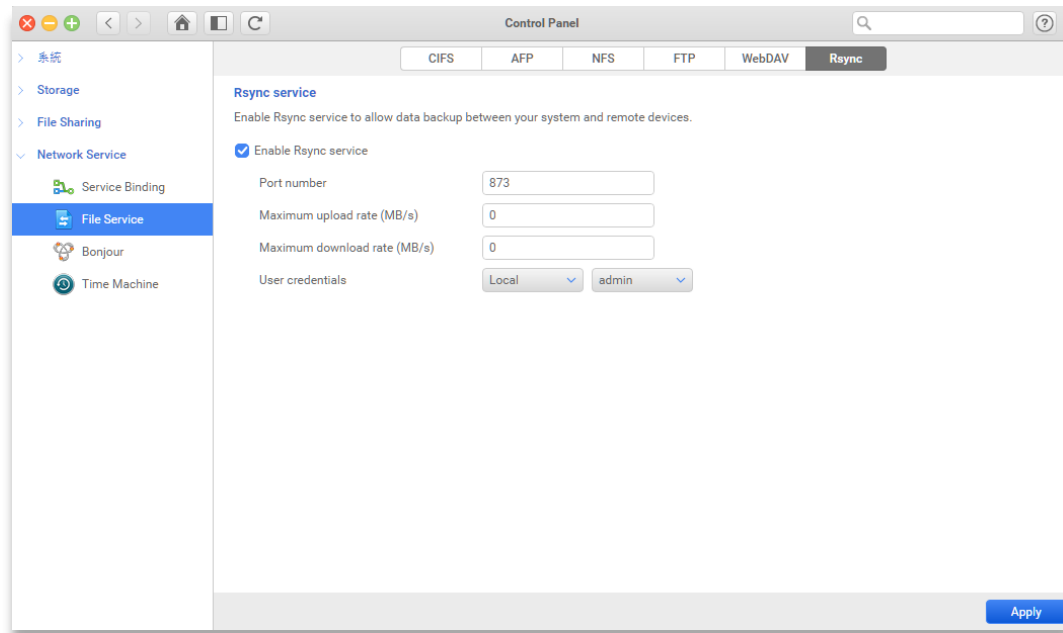 Control Panel
?
系統
Storage
File Sharing
Network Service
Service Binding
File Service
Bonjour
Time Machine
CIFS AFP NFS FTP WebDAV Rsync
Rsync service
Enable Rsync service to allow data backup between your system and remote devices.
Enable Rsync service
Port number 873
Maximum upload rate (MB/s) 0
Maximum download rate (MB/s) 0
User credentials Local admin
Apply